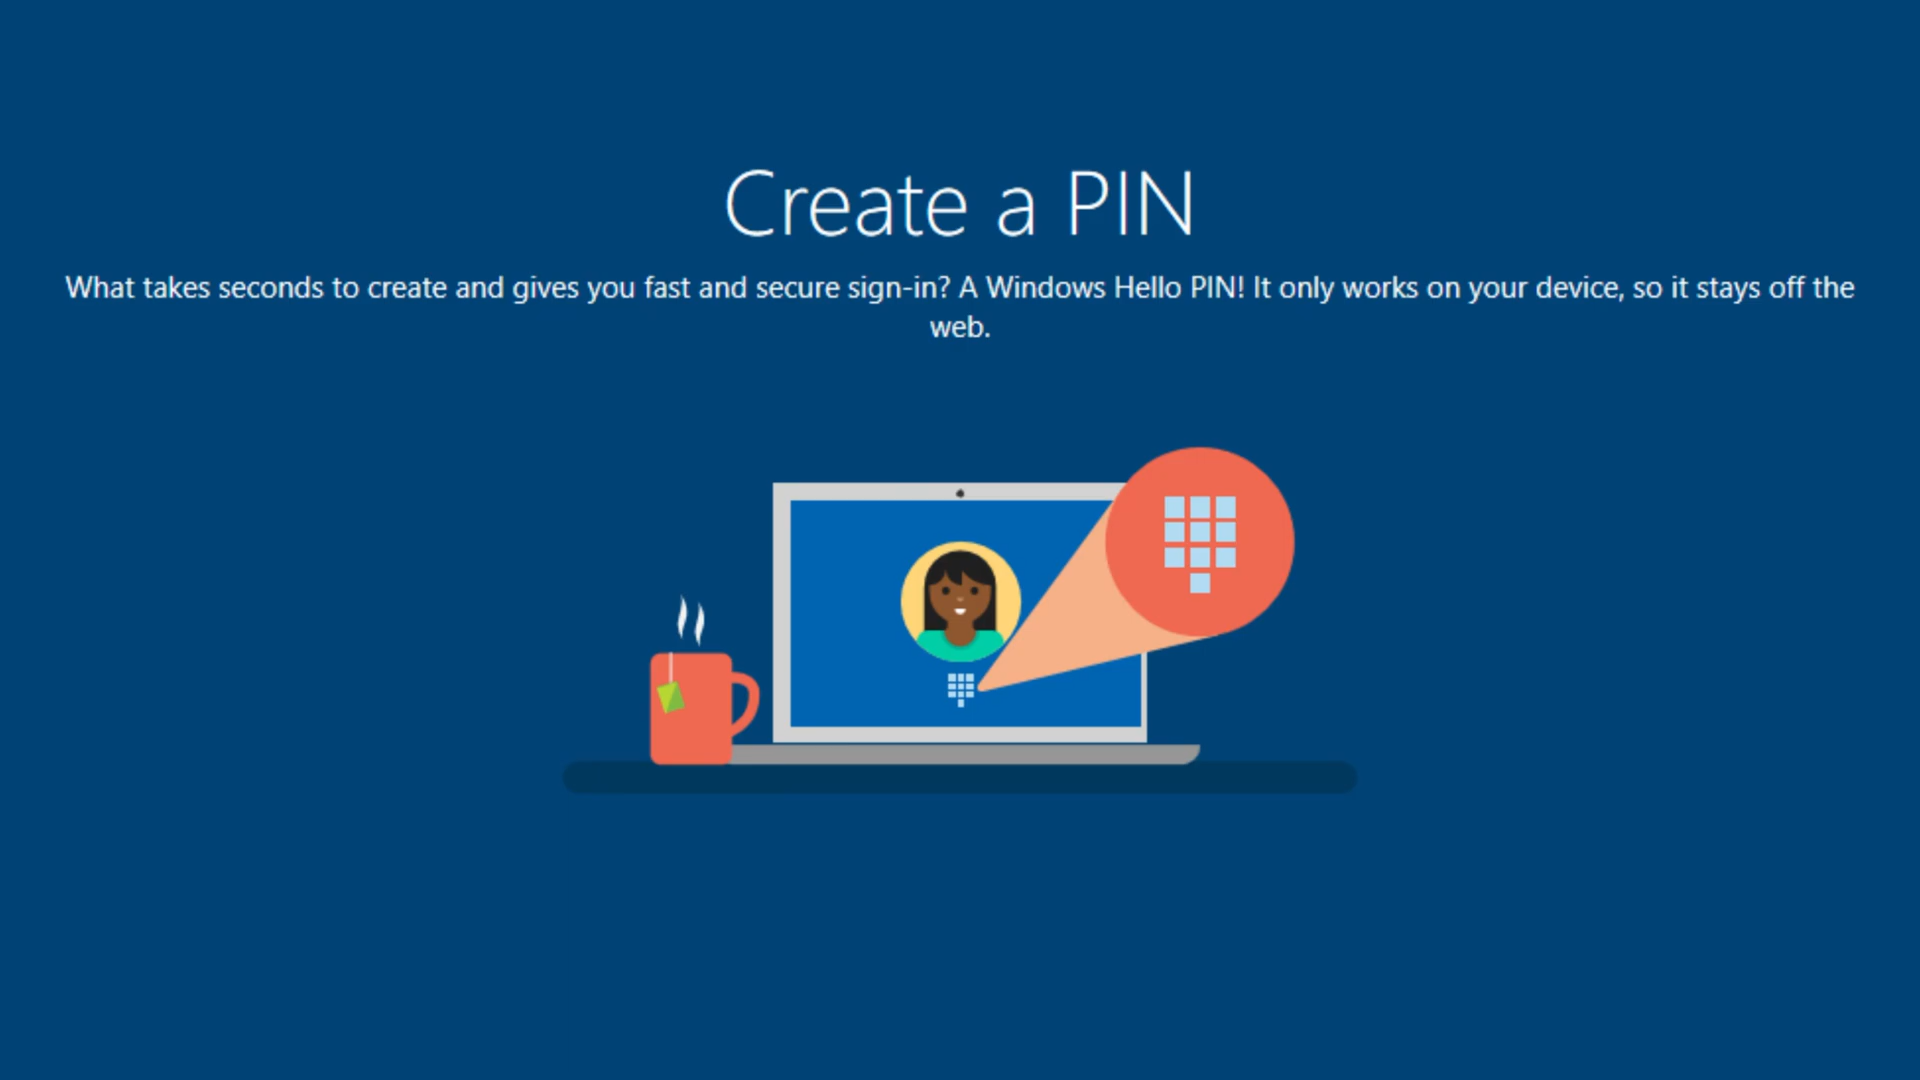 Create a PIN
What takes seconds to create and gives you fast and secure sign-in? A Windows Hello PIN! It only works on your device, so it stays off the
web.